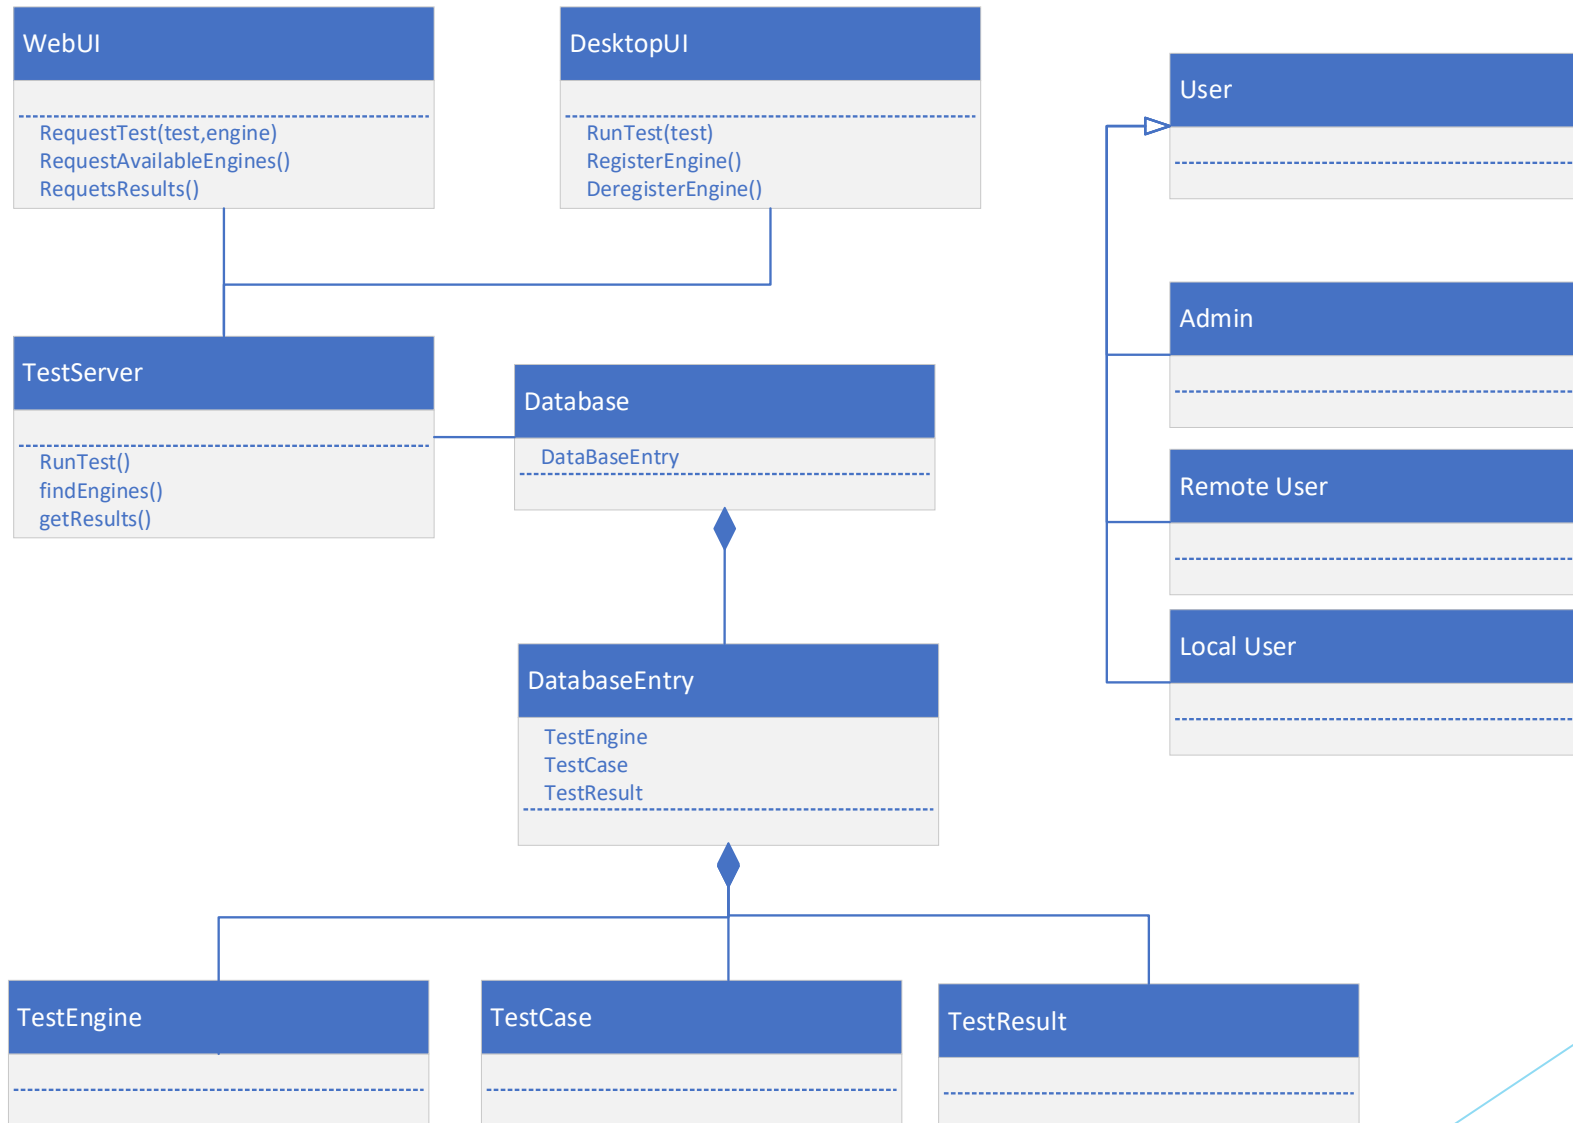 WebUI
RequestTest(test,engine)
RequestAvailableEngines()
RequetsResults()
DesktopUI
RunTest(test)
RegisterEngine()
DeregisterEngine()
User
Admin
Remote User
Local User
TestServer
RunTest()
findEngines()
getResults()
Database
DataBaseEntry
DatabaseEntry
TestEngine
TestCase
TestResult
TestEngine
TestCase
TestResult